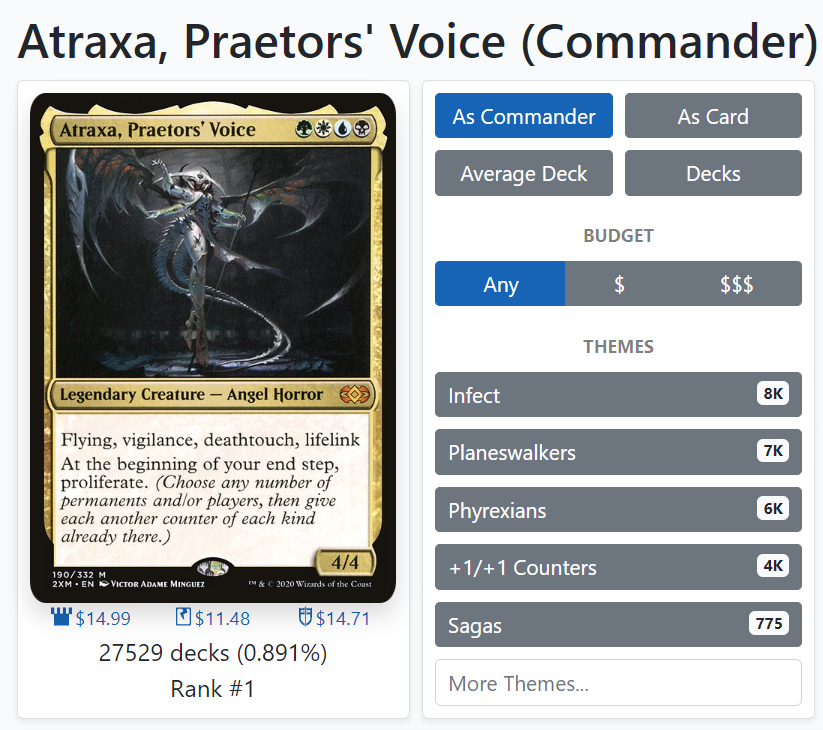 Atraxa, Praetors' Voice (Commander)
Atraxa, Praetors' Voice
Legendary Creature — Angel Horror
Flying, vigilance, deathtouch, lifelink
At the beginning of your end step,
proliferate. (Choose any number of
permanents and/or players, then give
each another counter of each kind
already there.)
4/4
190/332 M
2XM • EN Victor Adame Minguez
™ & © 2020 Wizards of the Coast
$14.99 $11.48 $14.71
27529 decks (0.891%)
Rank #1
As Commander As Card
Average Deck Decks
BUDGET
Any $ $$$
THEMES
Infect 8K
Planeswalkers 7K
Phyrexians 6K
+1/+1 Counters 4K
Sagas 775
More Themes...